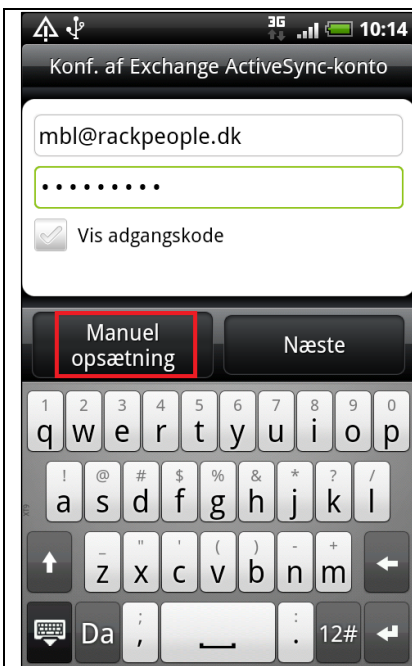 3G 10:14
Konf. af Exchange ActiveSync-konto
mbl@rackpeople.dk
•••••••••
Vis adgangskode
Manuel
opsætning
Næste
1 2 3 4 5 6 7 8 9 0
q w e r t y u i o p
! @ # $ % & * ? /
a s d f g h j k l
_ " ' ( ) - +
z x c v b n m
; :
Da , . 12#